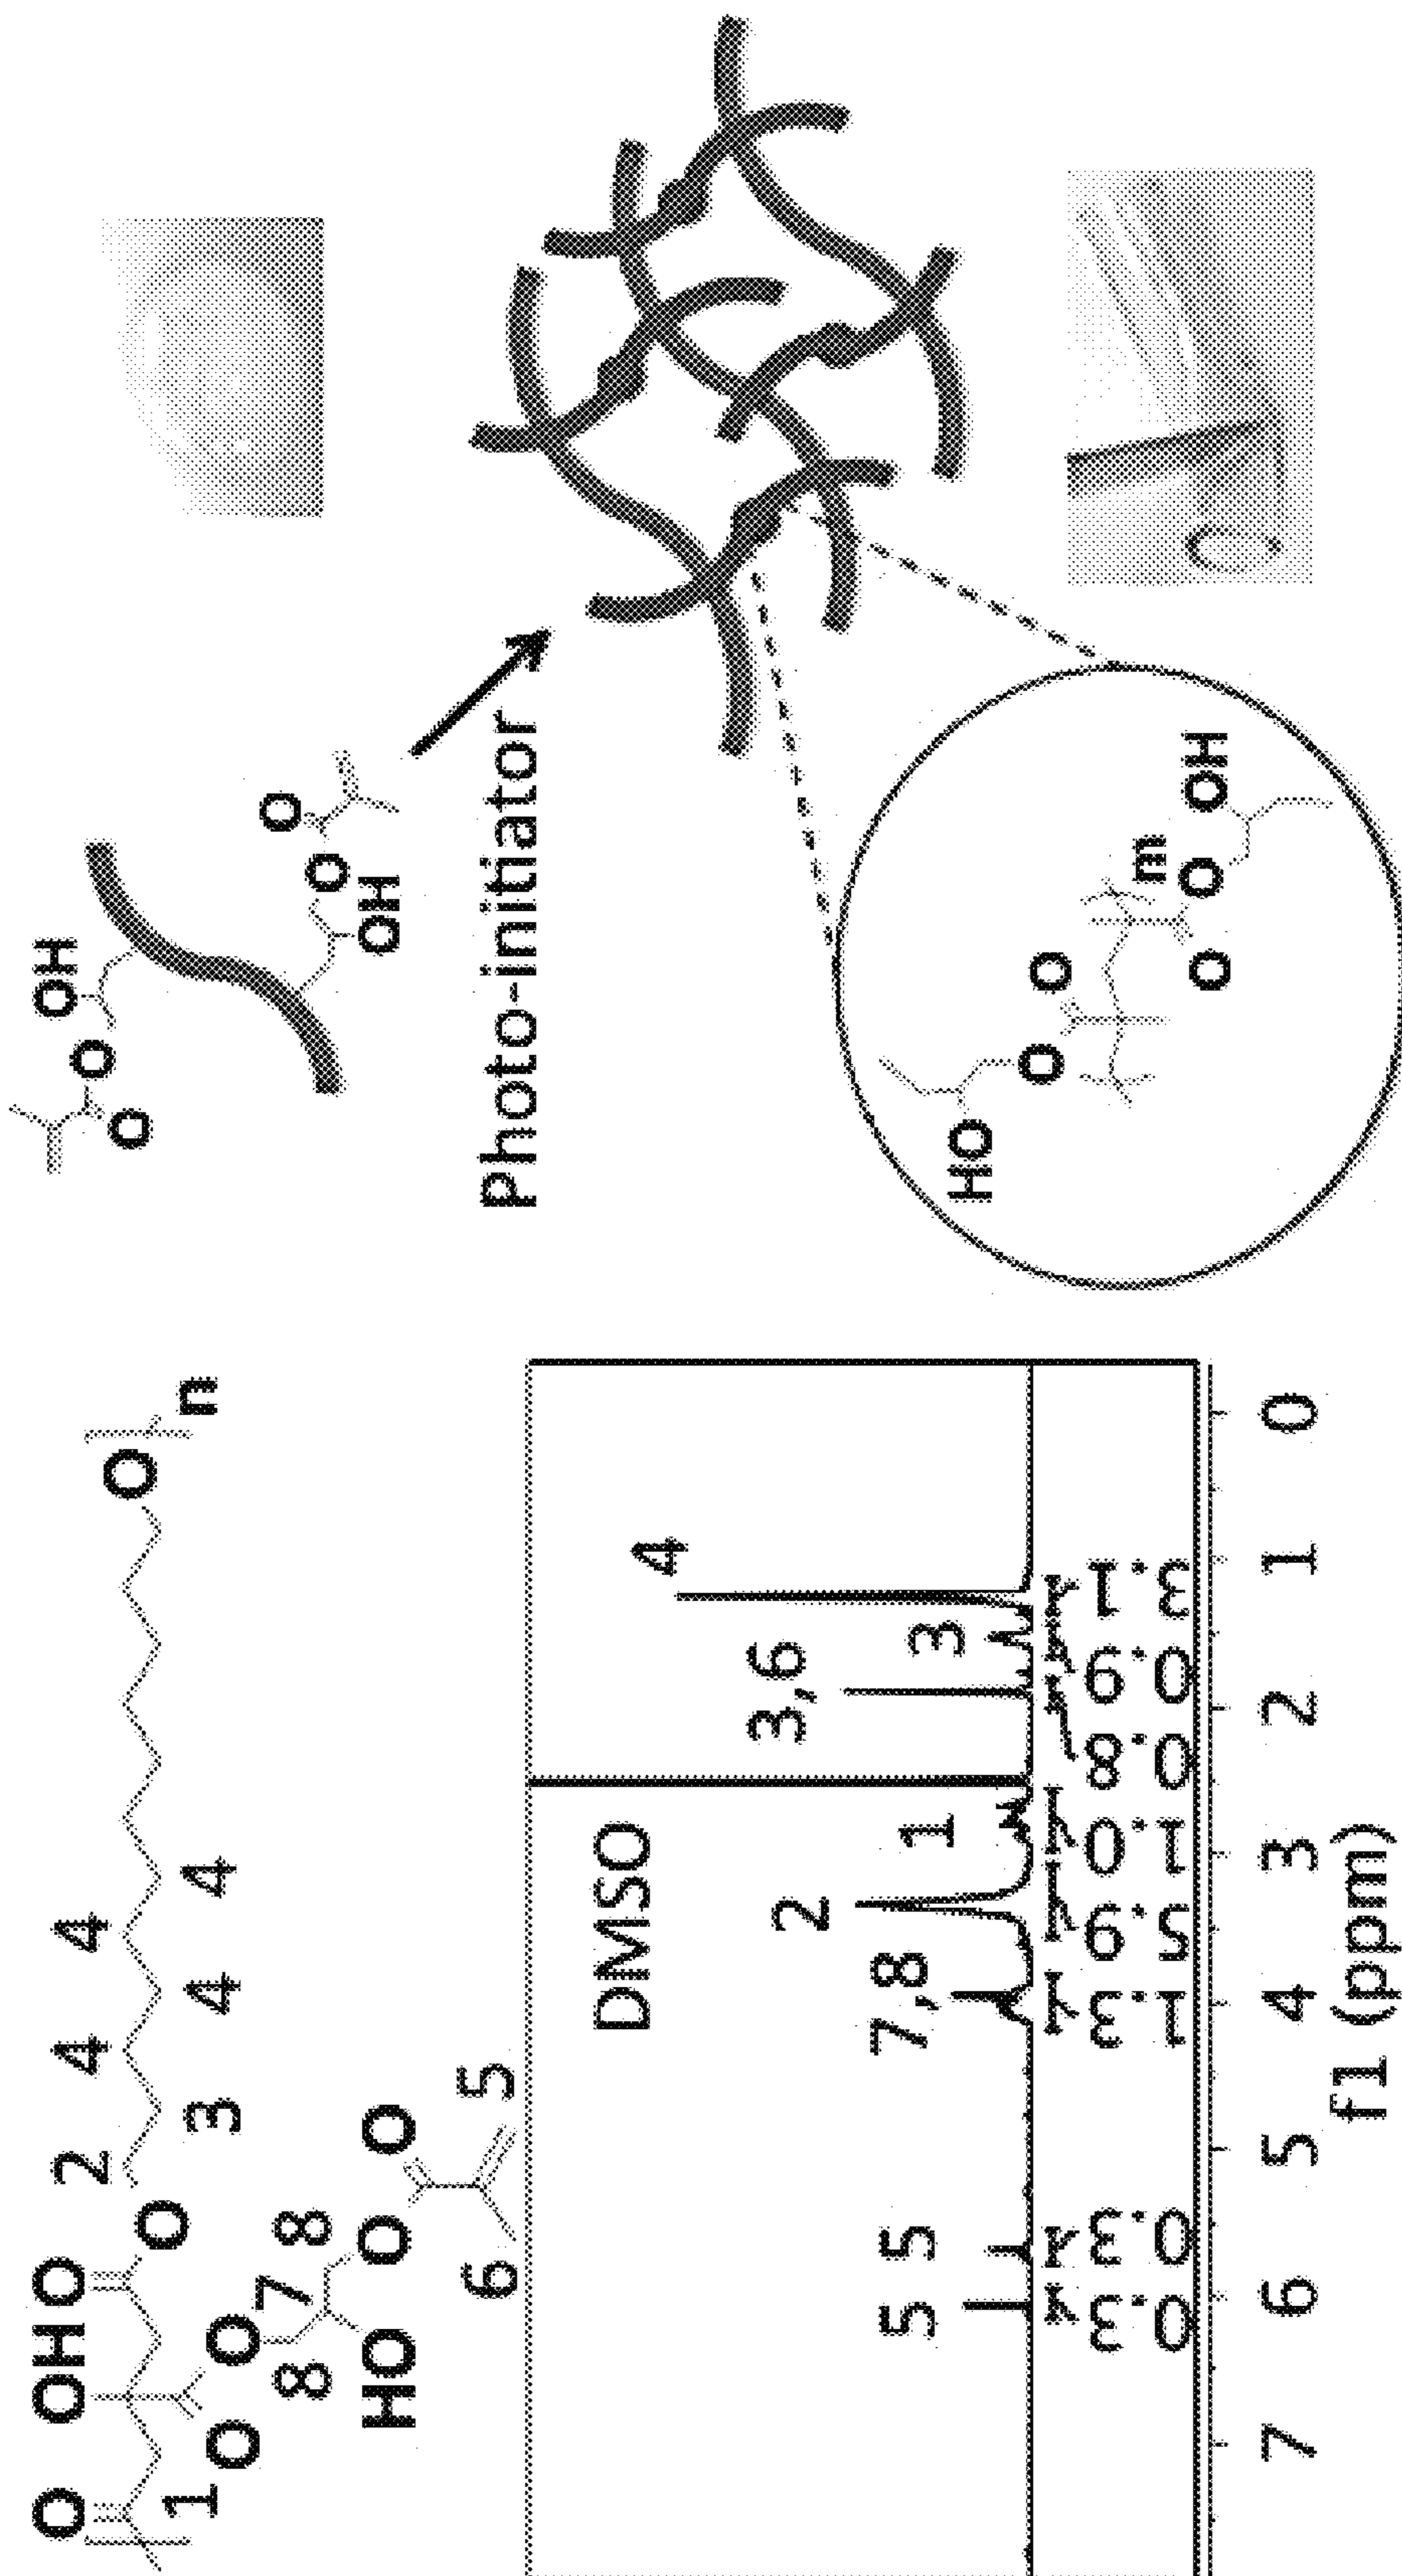 O OH O
2 4 4
O n
1 3 4 4
O
O O 7 8
8
HO O O
6 5
DMSO
4
3,6
2
7,8
1 3
5 5
0.3 0.3 1.3 5.9 1.0 0.8 0.9 3.1
7 6 5 4 3 2 1 0
f1 (ppm)
OH
O
O
O
O
OH
Photo-initiator
HO
O O
m
O O
OH